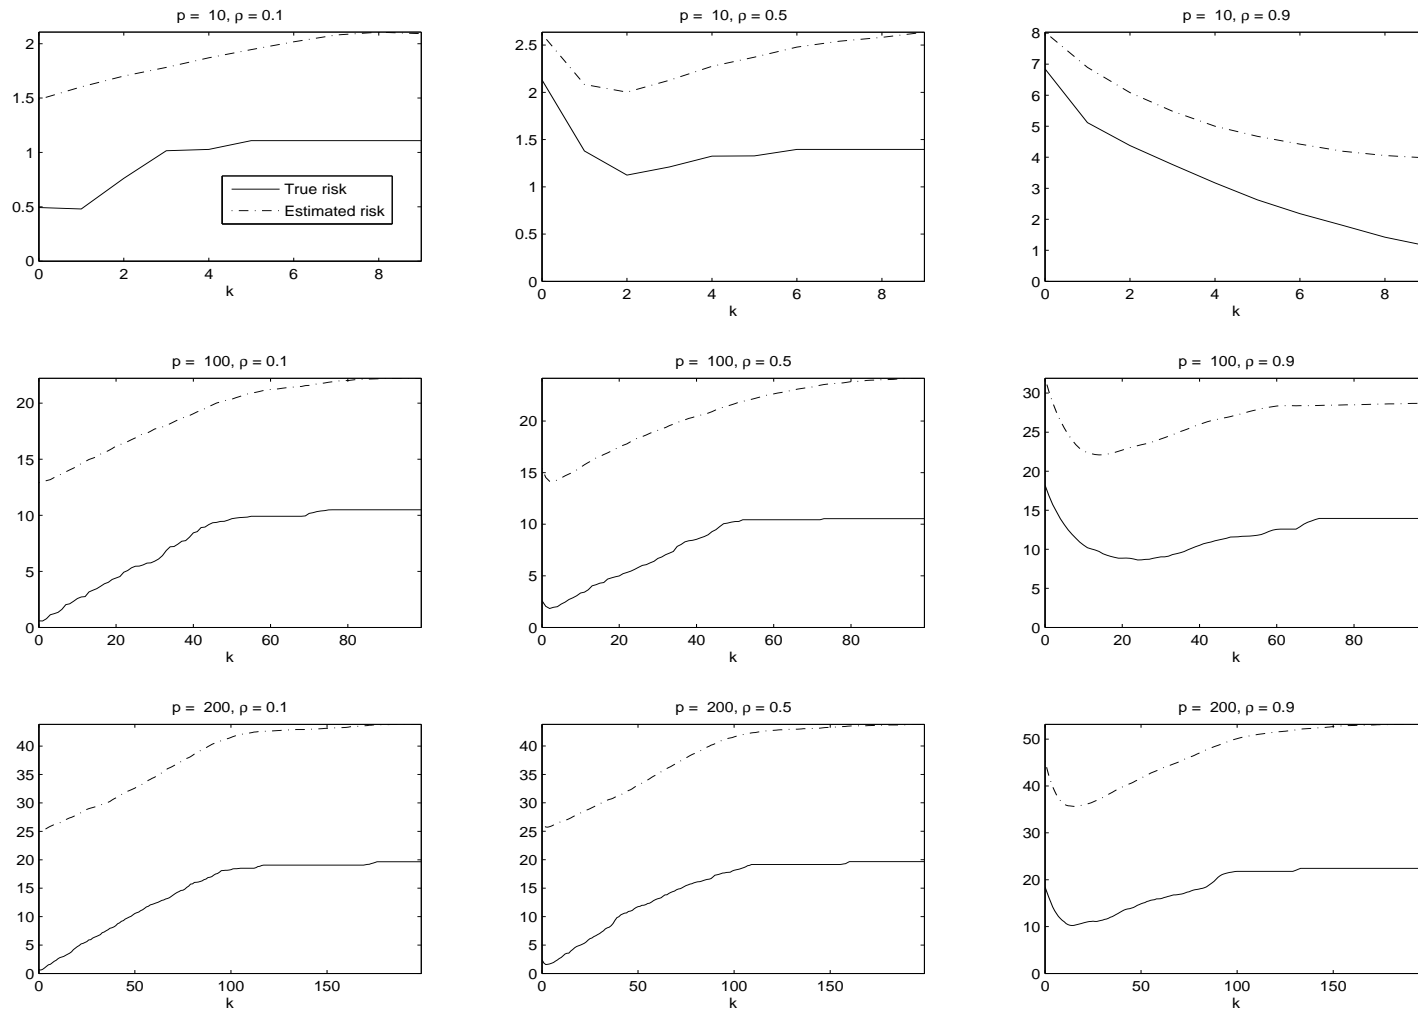 p = 10, ρ = 0.1
2
1.5
1
0.5
0
0 2 4 6 8
k
True risk
Estimated risk
p = 10, ρ = 0.5
2.5
2
1.5
1
0.5
0
0 2 4 6 8
k
p = 10, ρ = 0.9
8
7
6
5
4
3
2
1
0
0 2 4 6 8
k
p = 100, ρ = 0.1
20
15
10
5
0
0 20 40 60 80
k
p = 100, ρ = 0.5
20
15
10
5
0
0 20 40 60 80
k
p = 100, ρ = 0.9
30
25
20
15
10
5
0
0 20 40 60 80
k
p = 200, ρ = 0.1
40
35
30
25
20
15
10
5
0
50 100 150
k
p = 200, ρ = 0.5
40
35
30
25
20
15
10
5
0
0 50 100 150
k
p = 200, ρ = 0.9
50
40
30
20
10
0
0 50 100 150
k